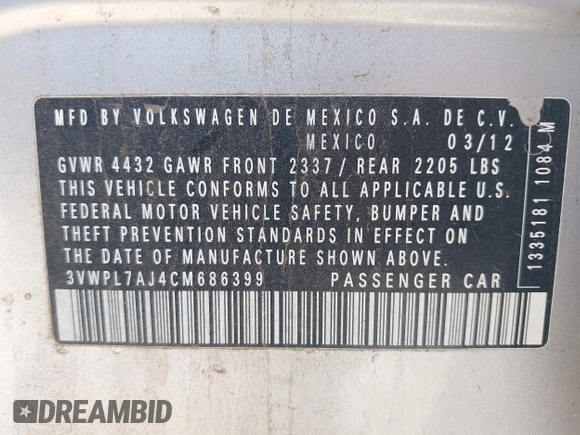 MFD BY VOLKSWAGEN DE MEXICO S.A. DE C.V.
MEXICO 03/12
GVWR 4432 GAWR FRONT 2337/ REAR 2205 LBS
THIS VEHICLE CONFORMS TO ALL APPLICABLE U.S.
FEDERAL MOTOR VEHICLE SAFETY, BUMPER AND
THEFT PREVENTION STANDARDS IN EFFECT ON
THE DATE OF MANUFACTURE SHOWN ABOVE.
3VWPL7AJ4CM686399 PASSENGER CAR
1335181 1084 M
DREAMBID